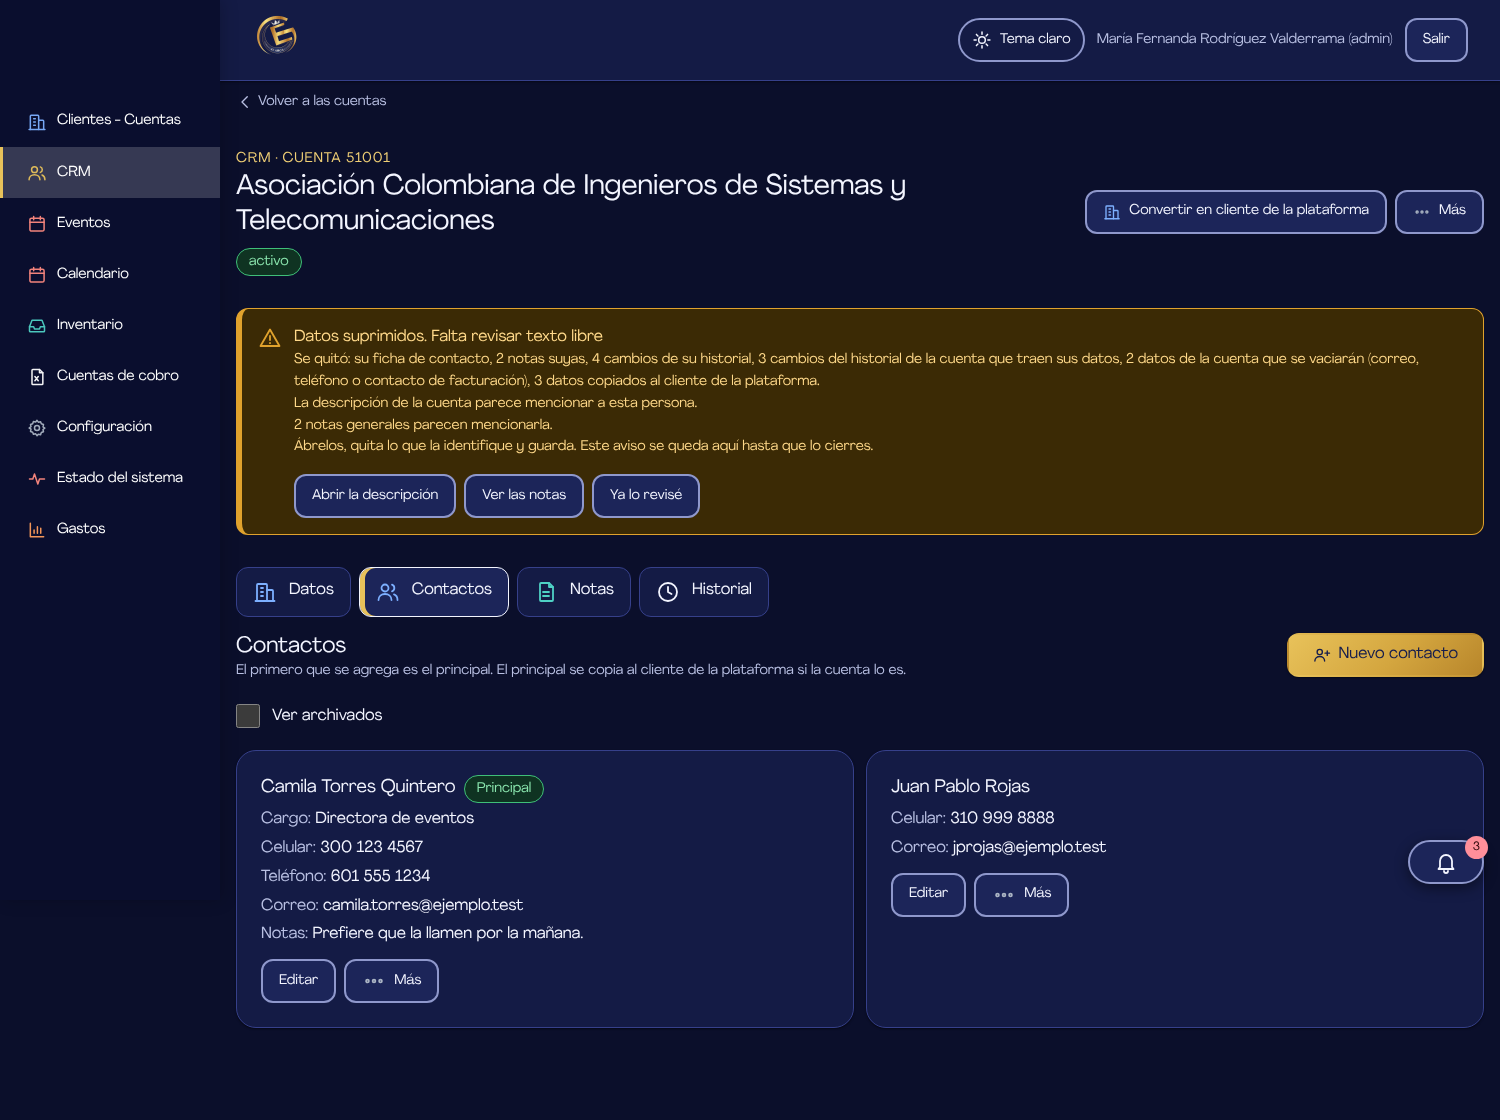 Tema claro
María Fernanda Rodríguez Valderrama (admin)
Salir
Clientes - Cuentas
CRM
Eventos
Calendario
Inventario
Cuentas de cobro
Configuración
Estado del sistema
Gastos
Volver a las cuentas
CRM · CUENTA 51001
Asociación Colombiana de Ingenieros de Sistemas y
Telecomunicaciones
activo
Convertir en cliente de la plataforma
Más
Datos suprimidos. Falta revisar texto libre
Se quitó: su ficha de contacto, 2 notas suyas, 4 cambios de su historial, 3 cambios del historial de la cuenta que traen sus datos, 2 datos de la cuenta que se vaciarán (correo,
teléfono o contacto de facturación), 3 datos copiados al cliente de la plataforma.
La descripción de la cuenta parece mencionar a esta persona.
2 notas generales parecen mencionarla.
Ábrelos, quita lo que la identifique y guarda. Este aviso se queda aquí hasta que lo cierres.
Abrir la descripción
Ver las notas
Ya lo revisé
Datos
Contactos
Notas
Historial
Contactos
El primero que se agrega es el principal. El principal se copia al cliente de la plataforma si la cuenta lo es.
Nuevo contacto
Ver archivados
Camila Torres Quintero
Principal
Cargo: Directora de eventos
Celular: 300 123 4567
Teléfono: 601 555 1234
Correo: camila.torres@ejemplo.test
Notas: Prefiere que la llamen por la mañana.
Editar
Más
Juan Pablo Rojas
Celular: 310 999 8888
Correo: jprojas@ejemplo.test
Editar
Más
3